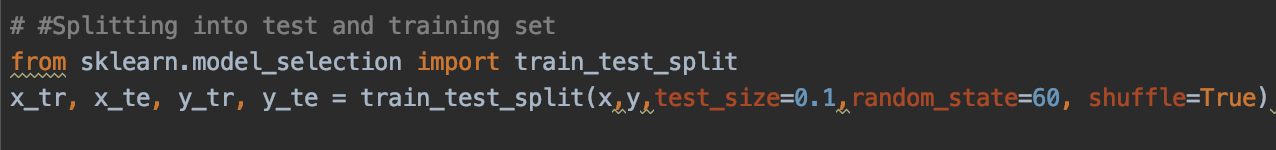 # #Splitting into test and training set
from sklearn.model_selection import train_test_split
x_tr, x_te, y_tr, y_te = train_test_split(x,y,test_size=0.1,random_state=60, shuffle=True)